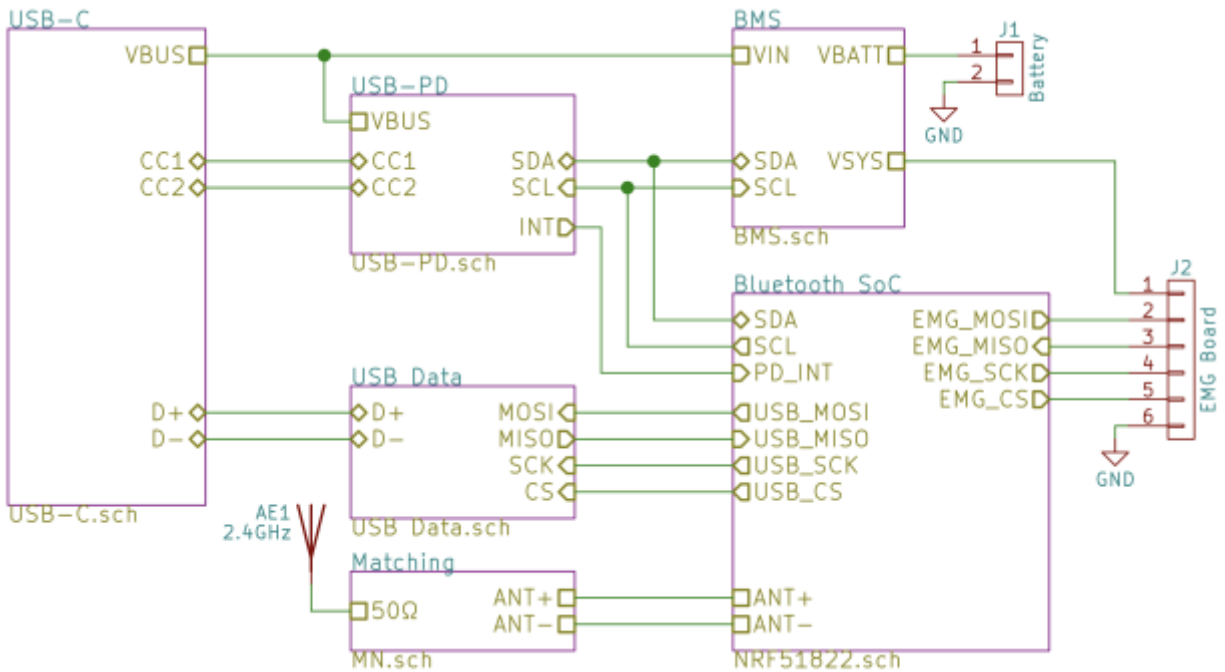 USB-C
VBUS
CC1
CC2
D+
D-
USB-C.sch
USB-PD
VBUS
CC1
CC2
SDA
SCL
INT
USB-PD.sch
BMS
VIN
SDA
SCL
VBATT
VSYS
BMS.sch
J1
1
2
Battery
GND
USB Data
D+
D-
MOSI
MISO
SCK
CS
USB Data.sch
AE1
2.4GHz
Matching
50Ω
ANT+
ANT-
MN.sch
Bluetooth SoC
SDA
SCL
PD_INT
USB_MOSI
USB_MISO
USB_SCK
USB_CS
ANT+
ANT-
EMG_MOSI
EMG_MISO
EMG_SCK
EMG_CS
NRF51822.sch
J2
1
2
3
4
5
6
EMG Board
GND